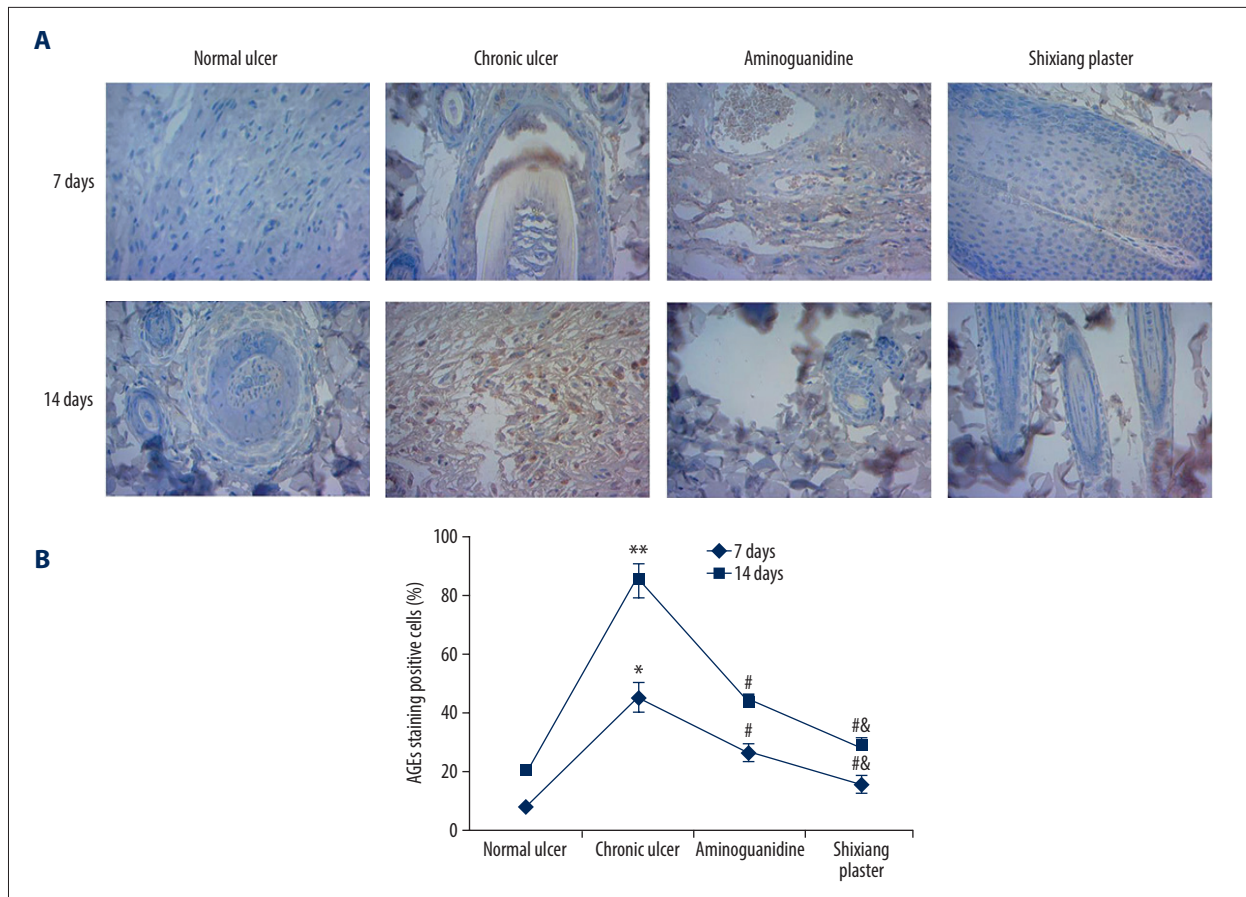 A
Normal ulcer
Chronic ulcer
Aminoguanidine
Shixiang plaster
7 days
14 days
B
AGEs staining positive cells (%)
100
80
60
40
20
0
**
*
#
#
#&
#&
7 days
14 days
Normal ulcer
Chronic ulcer
Aminoguanidine
Shixiang
plaster